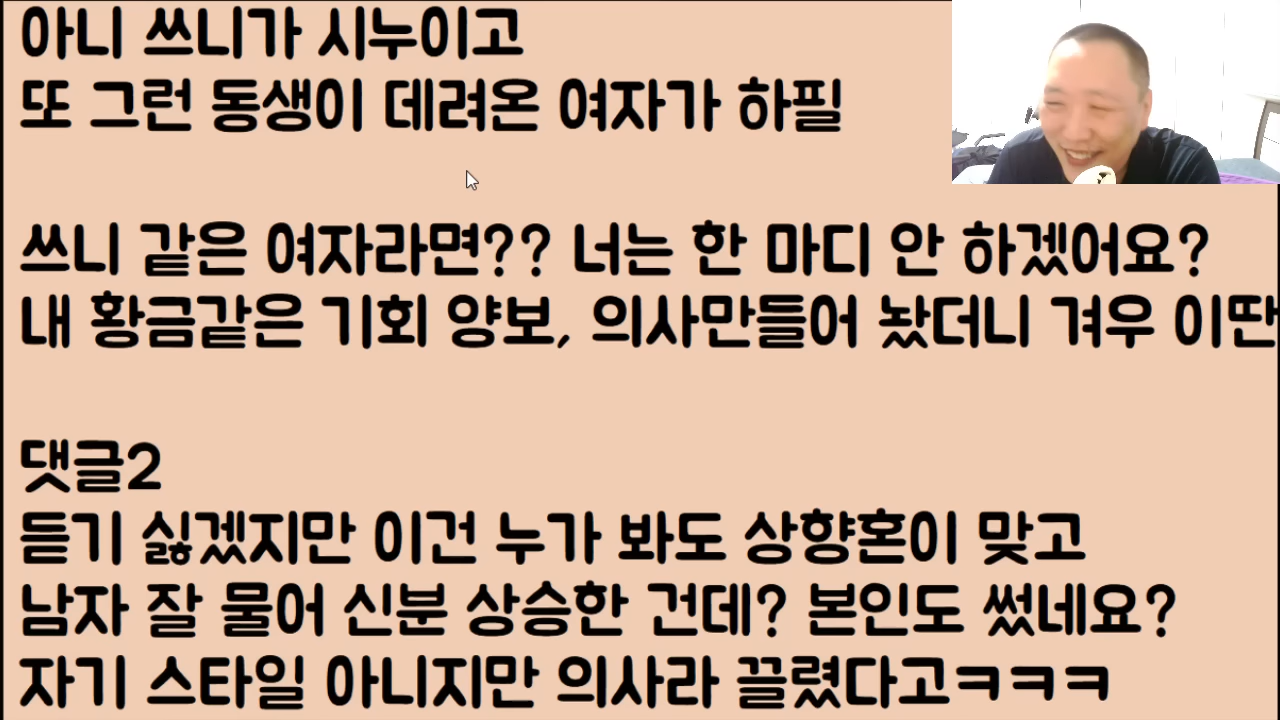 아니 쓰니가 시누이고
또 그런 동생이 데려온 여자가 하필
쓰니 같은 여자라면?? 너는 한 마디 안 하겠어요?
내 황금같은 기회 양보, 의사만들어 놨더니 겨우 이딴
댓글2
듣기 싫겠지만 이건 누가 봐도 상향혼이 맞고
남자 잘 물어 신분 상승한 건데? 본인도 썼네요?
자기 스타일 아니지만 의사라 끌렸다고ㅋㅋㅋ